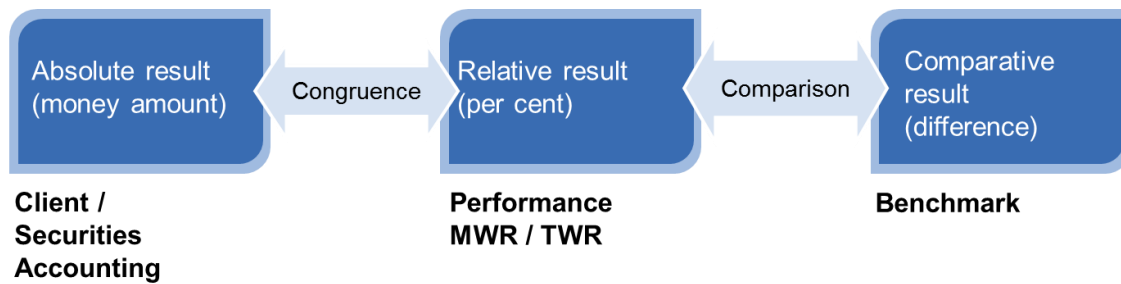 Absolute result
(money amount)
Congruence
Relative result
(per cent)
Comparison
Comparative
result
(difference)
Client /
Securities
Accounting
Performance
MWR / TWR
Benchmark